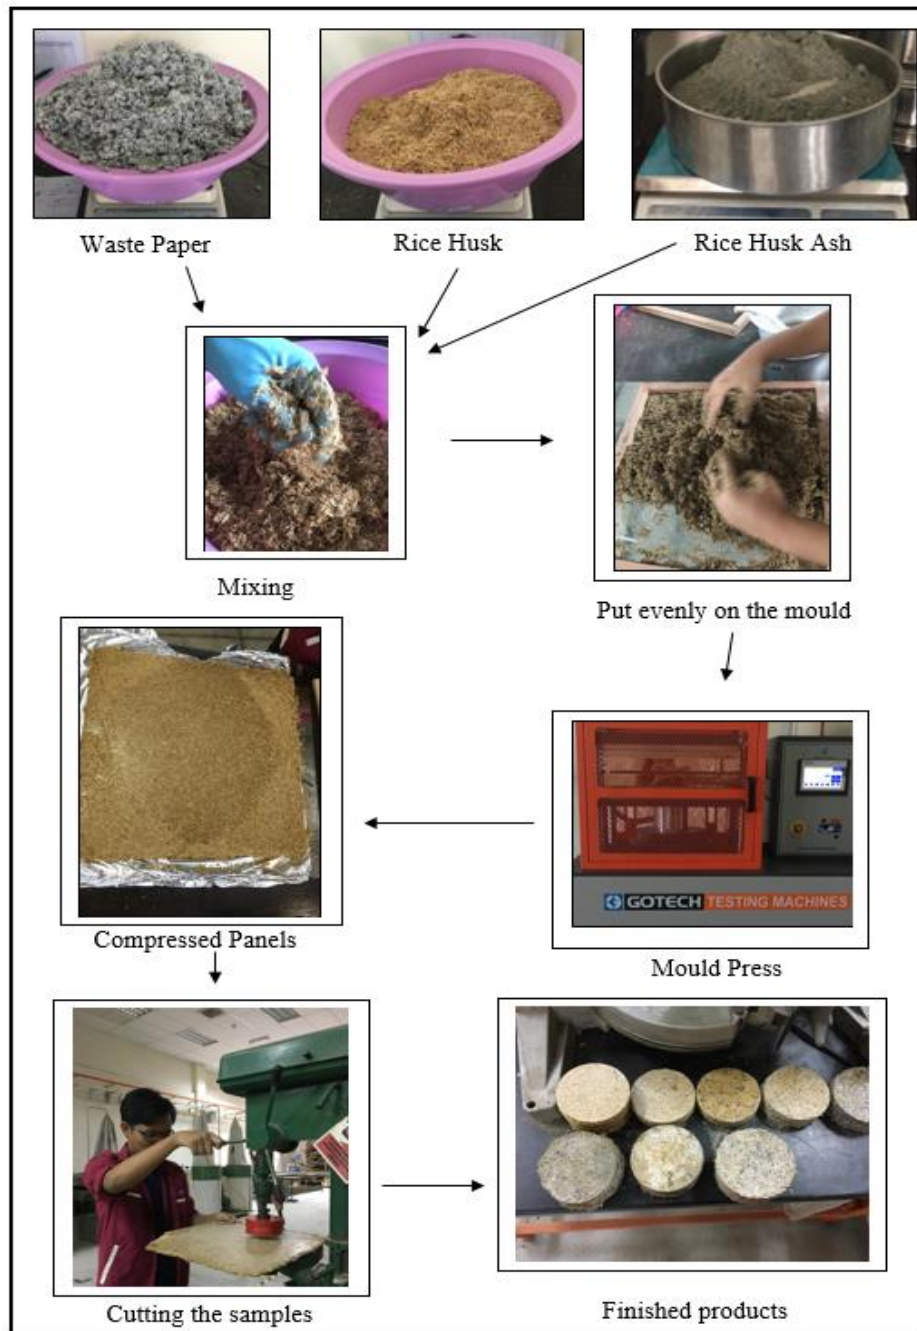 Waste Paper
Rice Husk
Rice Husk Ash
Mixing
Put evenly on the mould
GOTECH TESTING MACHINES
Compressed Panels
Mould Press
Cutting the samples
Finished products